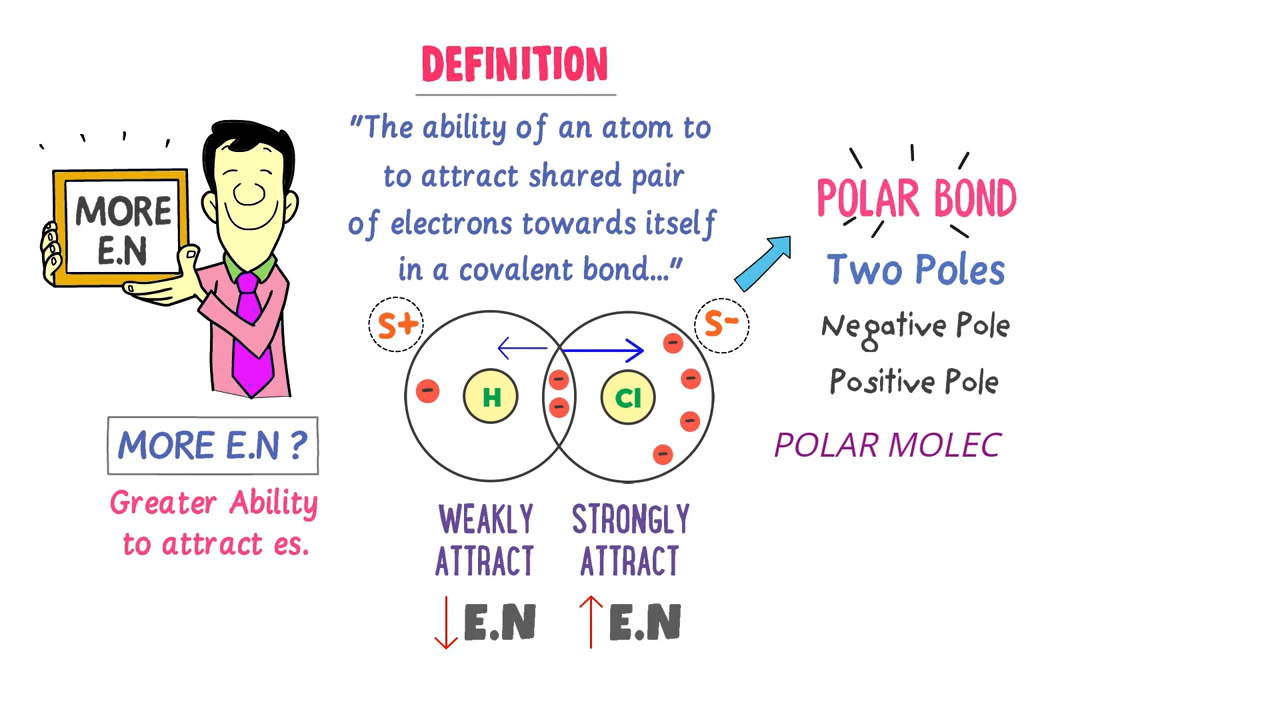 DEFINITION
"The ability of an atom to
to attract shared pair
of electrons towards itself
in a covalent bond..."
MORE
E.N
MORE E.N ?
Greater Ability
to attract es.
S+
S-
H
Cl
-
-
-
-
-
-
-
WEAKLY
ATTRACT
E.N
STRONGLY
ATTRACT
E.N
POLAR BOND
Two Poles
Negative Pole
Positive Pole
POLAR MOLEC